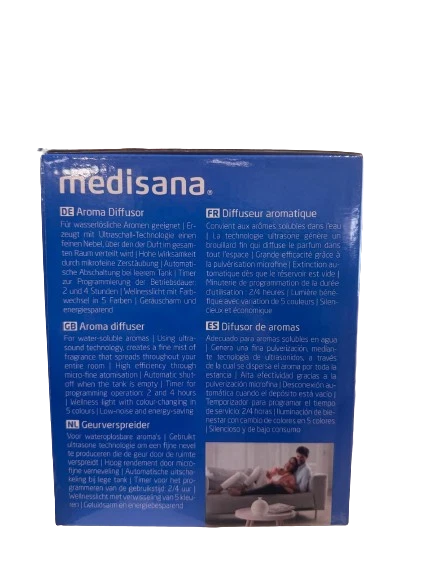 medisana®
DE Aroma Diffusor
Für wasserlösliche Aromen geeignet | Er-
zeugt mit Ultraschall-Technologie einen
feinen Nebel, über den der Duft im gesam-
ten Raum verteilt wird | Hohe Wirksamkeit
durch mikrofeine Zerstäubung | Automati-
sche Abschaltung bei leerem Tank | Timer
zur Programmierung der Betriebsdauer:
2 und 4 Stunden | Wellnesslicht mit Farb-
wechsel in 5 Farben | Geräuscharm und
energiesparend
GB Aroma diffuser
For water-soluble aromas | Using ultra-
sound technology, creates a fine mist of
fragrance that spreads throughout your
entire room | High efficiency through
micro-fine atomisation | Automatic shut-
off when the tank is empty | Timer for
programming operation: 2 and 4 hours
| Wellness light with colour-changing in
5 colours | Low-noise and energy-saving
NL Geurverspreider
Voor wateroplosbare aroma's | Gebruikt
ultrasone technologie om een fijne nevel
te produceren die de geur door de ruimte
verspreidt | Hoog rendement door micro-
fijne verneveling | Automatische uitscha-
keling bij lege tank | Timer voor het pro-
grammeren van de gebruikstijd: 2/4 uur |
Wellnesslicht met verwisseling van 5 kleu-
ren | Geluidsarm en energiebesparend
FR Diffuseur aromatique
Convient aux arômes solubles dans l'eau
| La technologie ultrasone génère un
brouillard fin qui diffuse le parfum dans
tout l'espace | Grande efficacité grâce à
la pulvérisation microfine | Extinction au-
tomatique dès que le réservoir est vide |
Minuterie de programmation de la durée
d'utilisation : 2/4 heures | Lumière béné-
fique avec variation de 5 couleurs | Silen-
cieux et économique
ES Difusor de aromas
Adecuado para aromas solubles en agua
| Genera una fina pulverización, median-
te tecnología de ultrasonidos, a través
de la cual se dispersa el aroma por toda la
estancia | Alta efectividad gracias a la
pulverización microfina | Desconexión au-
tomática cuando el depósito está vacío |
Temporizador para programar el tiempo
de servicio: 2/4 horas | Iluminación de bie-
nestar con cambio de colores en 5 colores
| Silencioso y de bajo consumo